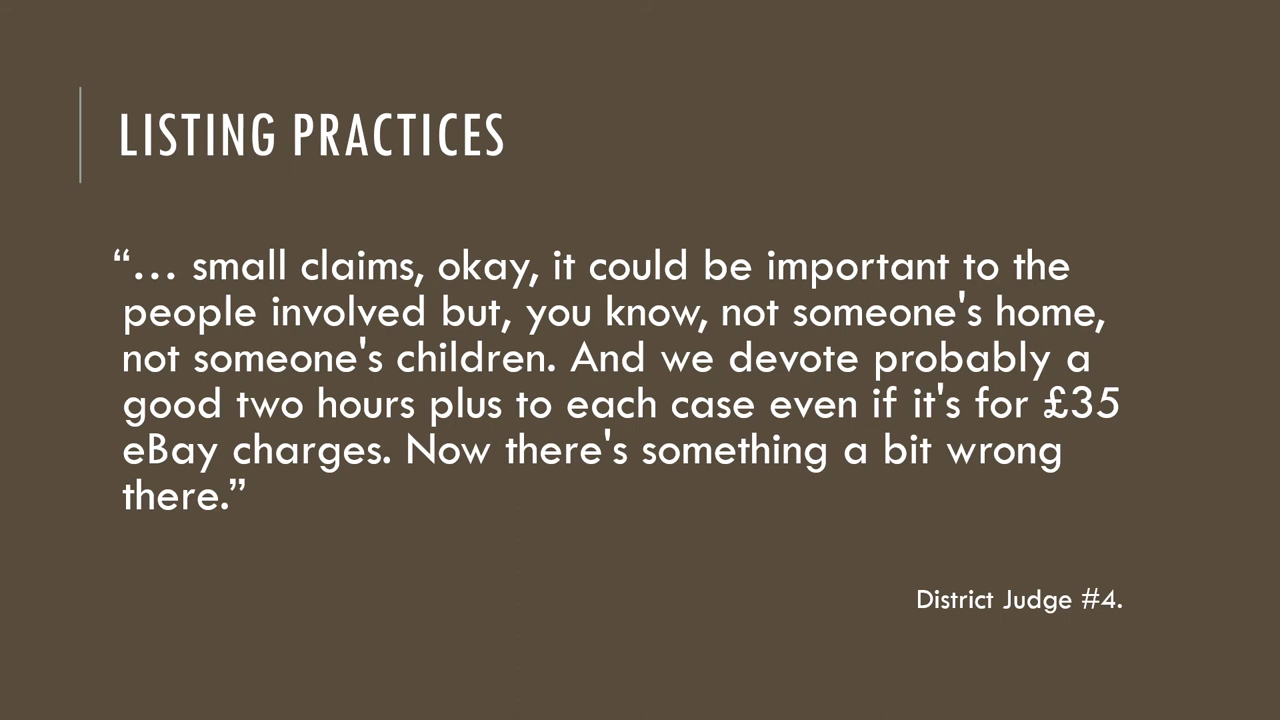 LISTING PRACTICES
“… small claims, okay, it could be important to the
people involved but, you know, not someone's home,
not someone's children. And we devote probably a
good two hours plus to each case even if it's for £35
eBay charges. Now there's something a bit wrong
there.”
District Judge #4.